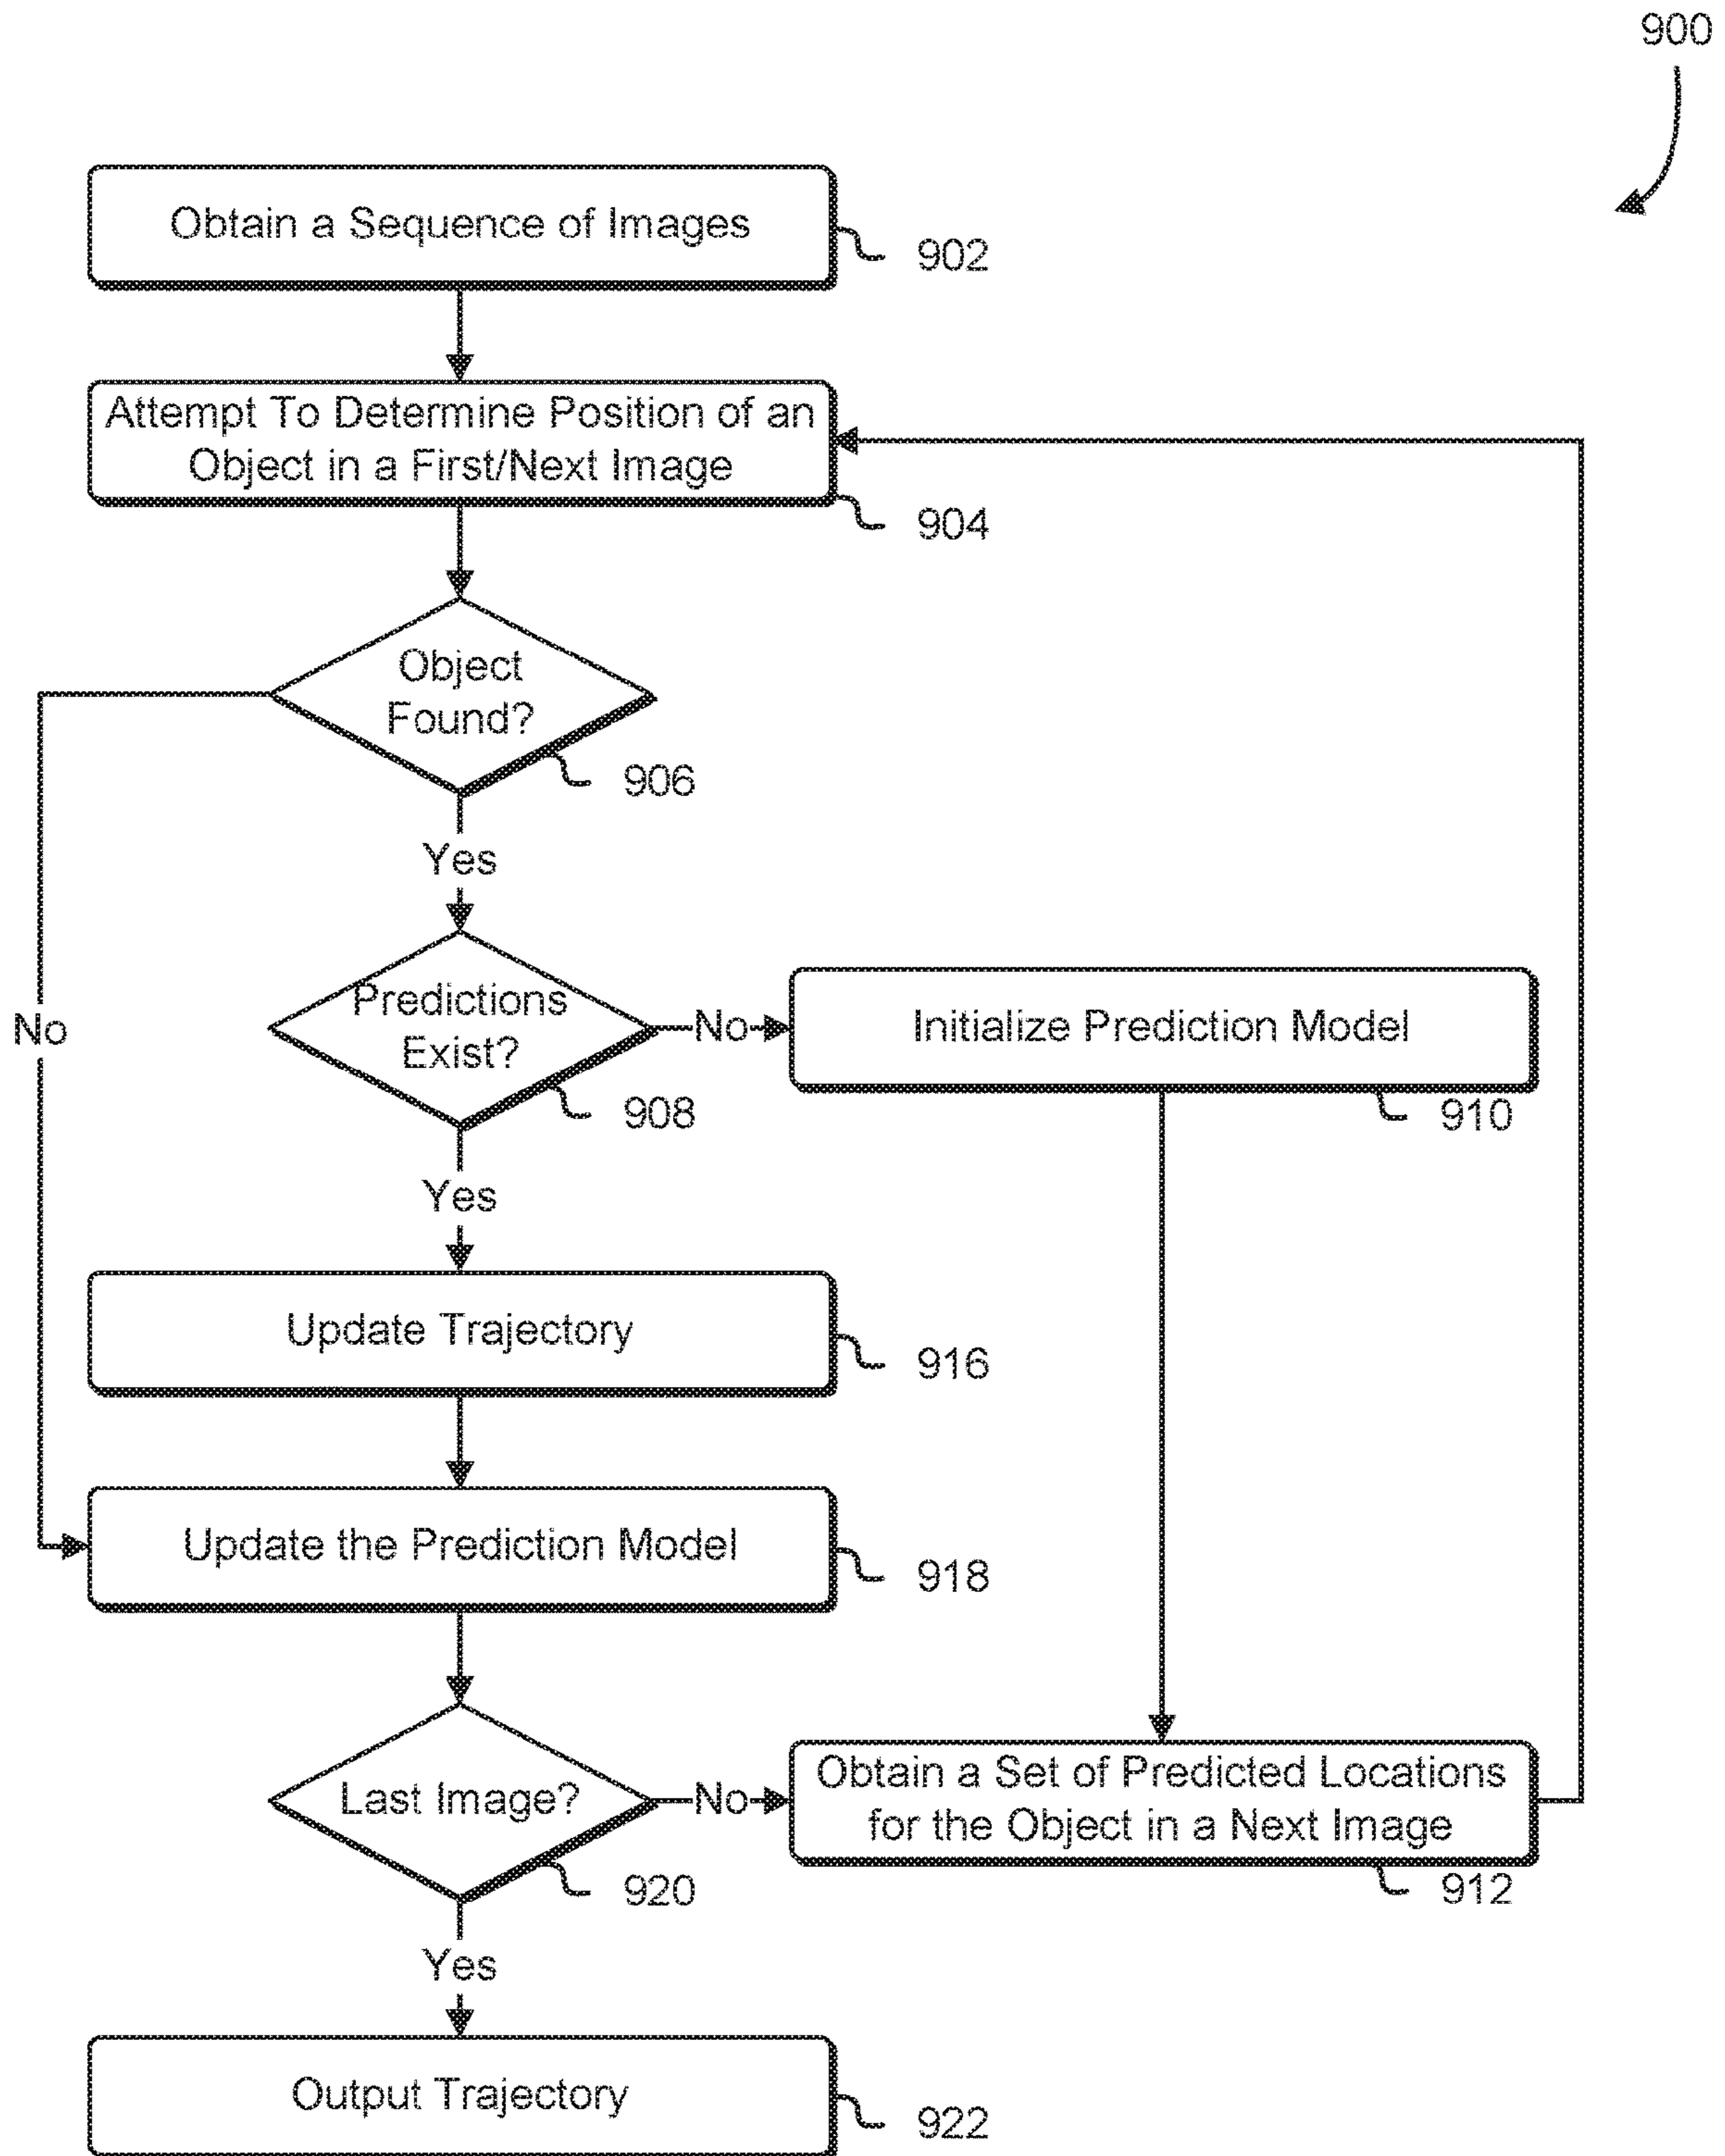 900
Obtain a Sequence of Images
902
Attempt To Determine Position of an
Object in a First/Next Image
904
Object
Found?
906
Yes
No
Predictions
Exist?
908
No
Initialize Prediction Model
910
Yes
Update Trajectory
916
Update the Prediction Model
918
Last Image?
920
No
Obtain a Set of Predicted Locations
for the Object in a Next Image
912
Yes
Output Trajectory
922